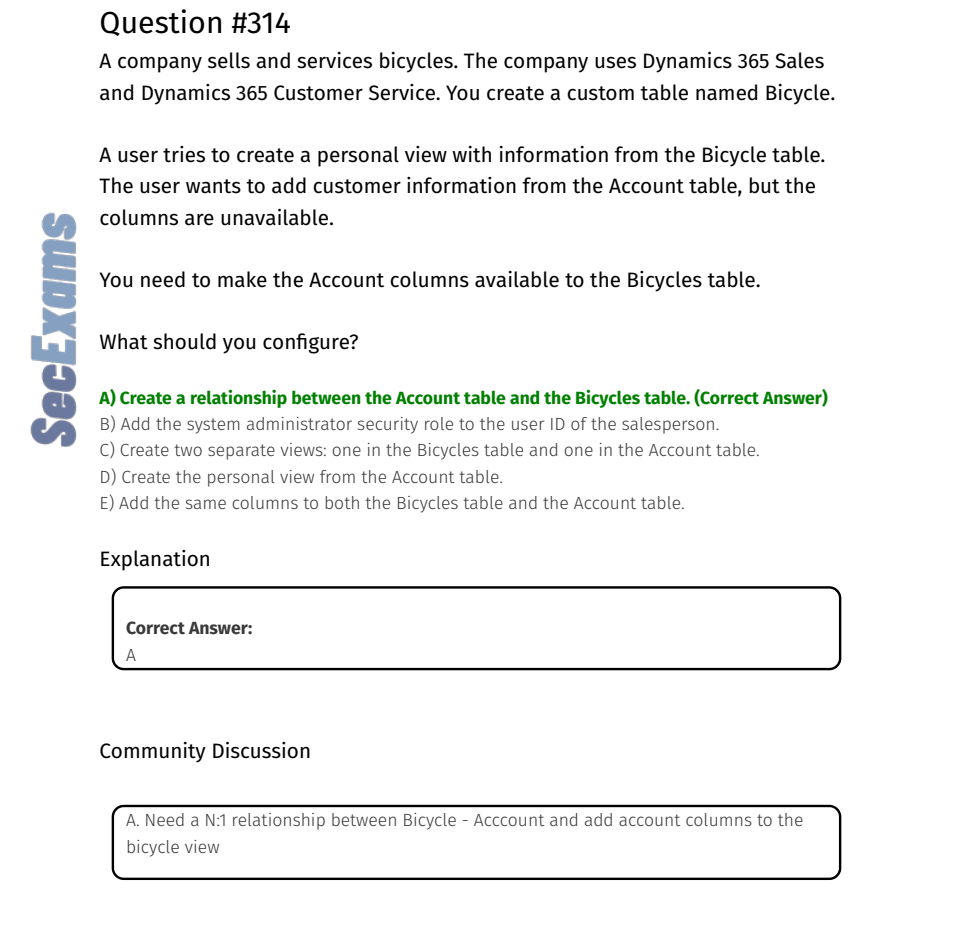 Question #314
A company sells and services bicycles. The company uses Dynamics 365 Sales
and Dynamics 365 Customer Service. You create a custom table named Bicycle.
A user tries to create a personal view with information from the Bicycle table.
The user wants to add customer information from the Account table, but the
columns are unavailable.
You need to make the Account columns available to the Bicycles table.
What should you configure?
SecExams
A) Create a relationship between the Account table and the Bicycles table. (Correct Answer)
B) Add the system administrator security role to the user ID of the salesperson.
C) Create two separate views: one in the Bicycles table and one in the Account table.
D) Create the personal view from the Account table.
E) Add the same columns to both the Bicycles table and the Account table.
Explanation
Correct Answer:
A
Community Discussion
A. Need a N:1 relationship between Bicycle - Acccount and add account columns to the
bicycle view